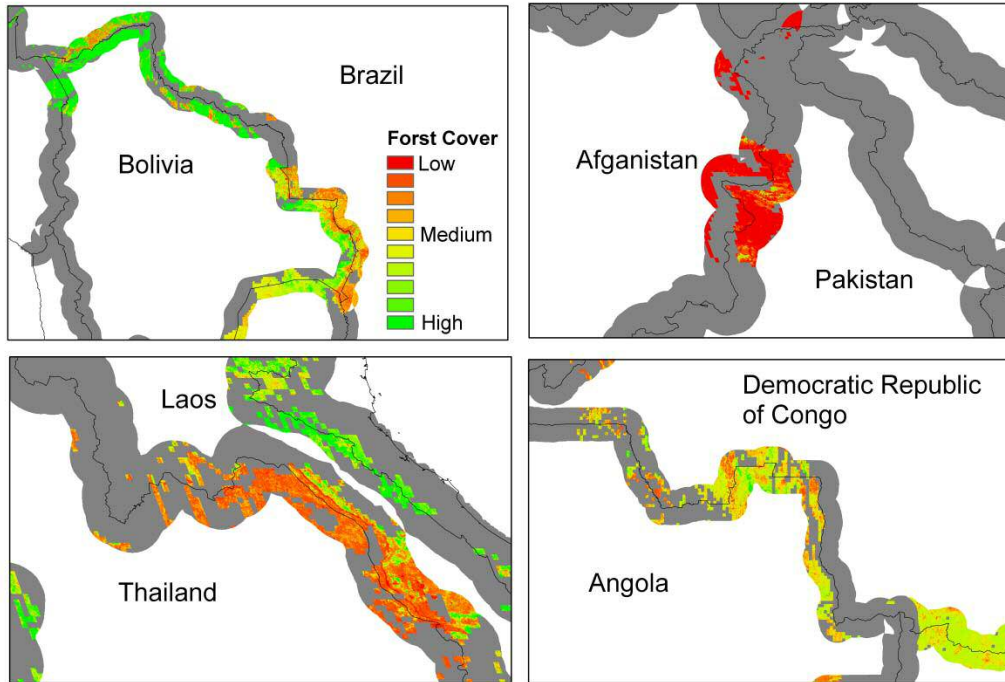 Brazil
Bolivia
Forst Cover
Low
Medium
High
Afganistan
Pakistan
Laos
Thailand
Democratic Republic
of Congo
Angola